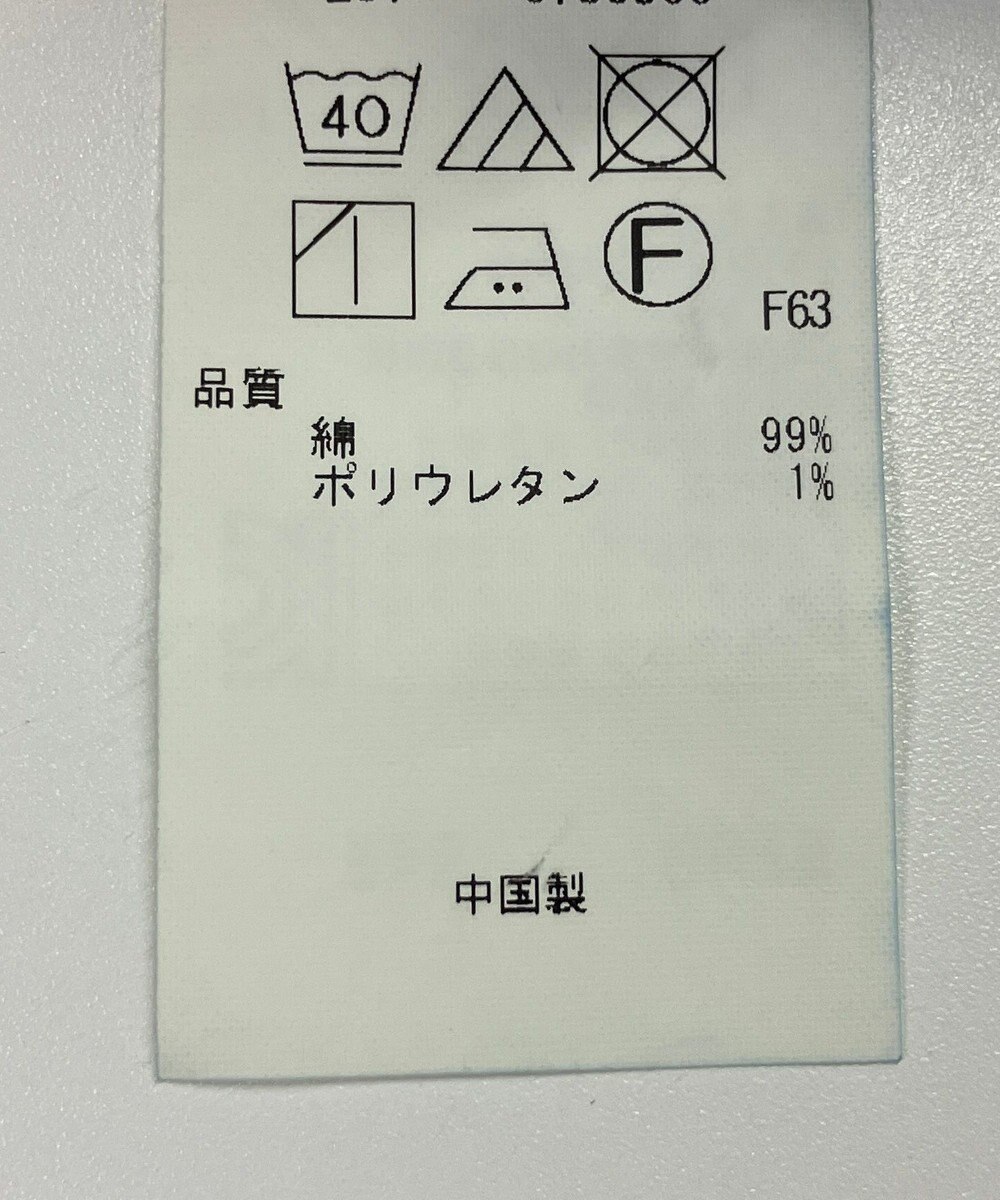 40
F
F63
品質
綿 99%
ポリウレタン 1%
中国製